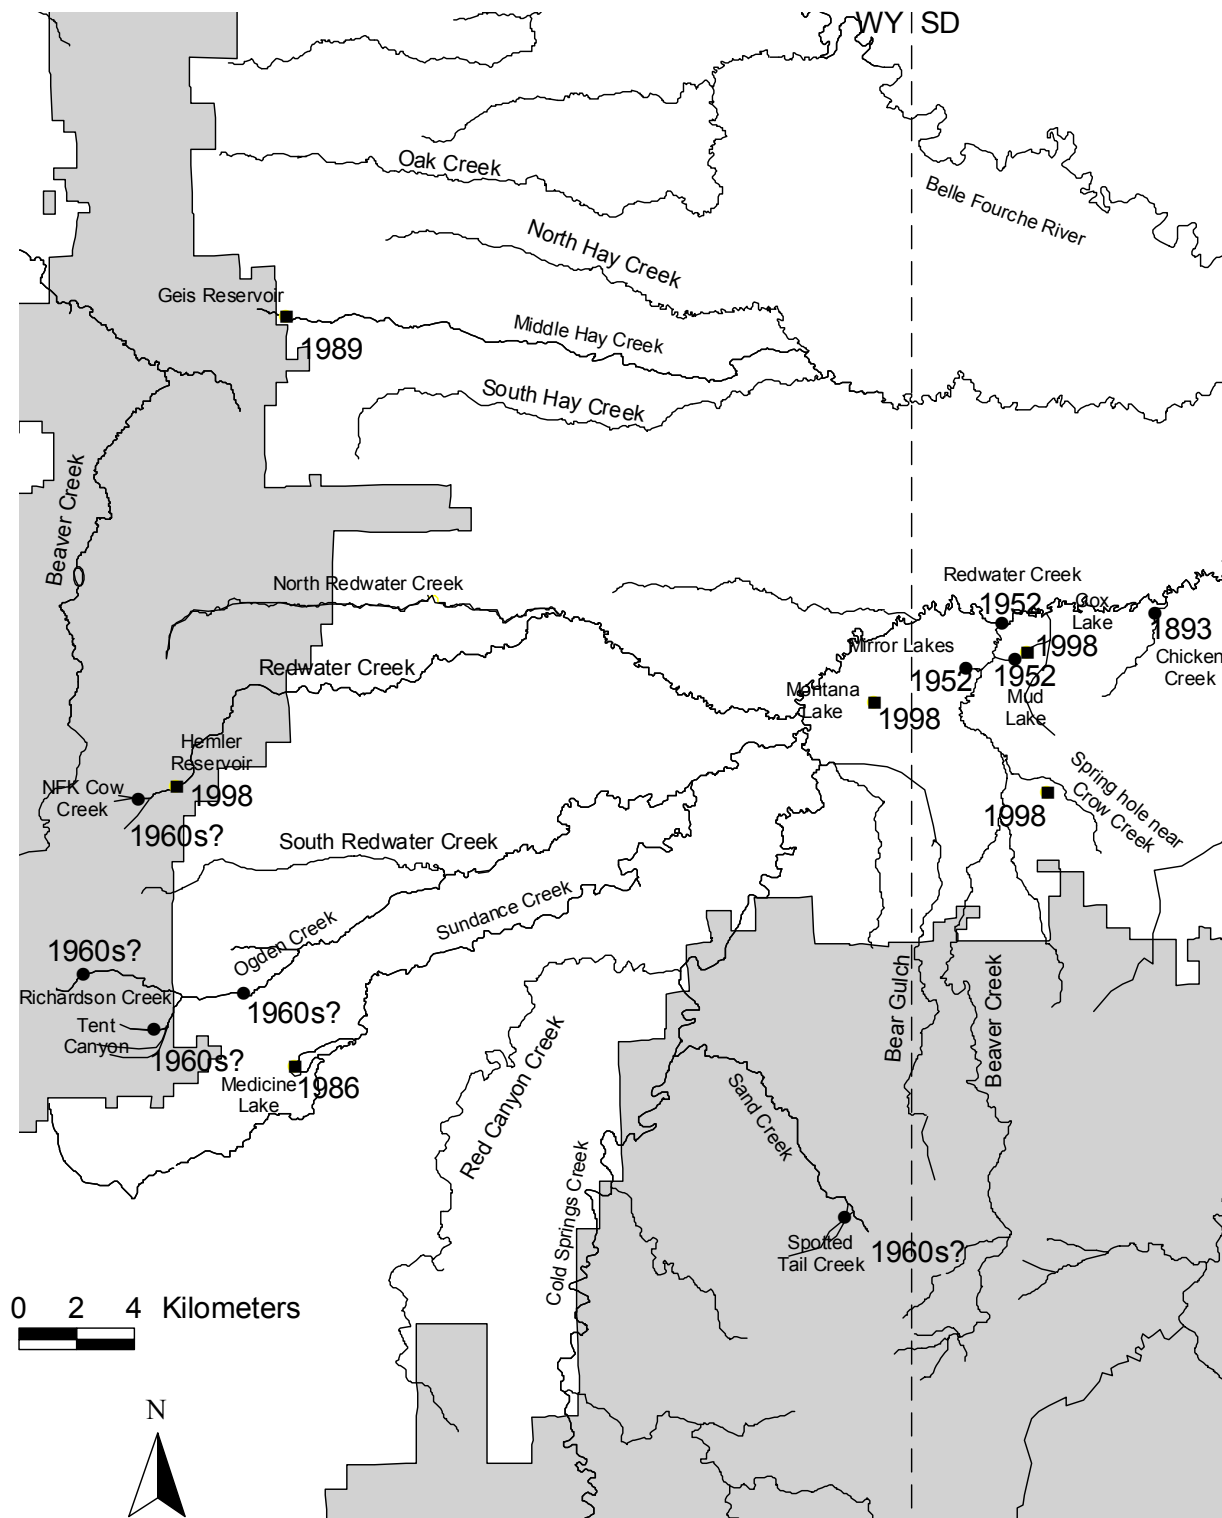 WY SD
Oak Creek
Belle Fourche River
North Hay Creek
Geis Reservoir
1989
Middle Hay Creek
South Hay Creek
Beaver Creek
0
North Redwater Creek
Redwater Creek
Redwater Creek
1952
Cox
Lake
1893
Chicken
Creek
Mirror Lakes
1998
1952
1952
Mud
Lake
Montana
Lake
1998
Hemler
Reservoir
NFK Cow
Creek
1998
1960s?
Spring hole near
Crow Creek
1998
South Redwater Creek
Sundance Creek
Ogden Creek
1960s?
Richardson Creek
1960s?
Tent
Canyon
1960s?
Medicine
Lake
1986
Red Canyon Creek
Bear Gulch
Beaver Creek
Sand Creek
Cold Springs Creek
Spotted
Tail Creek
1960s?
0 2 4 Kilometers
N